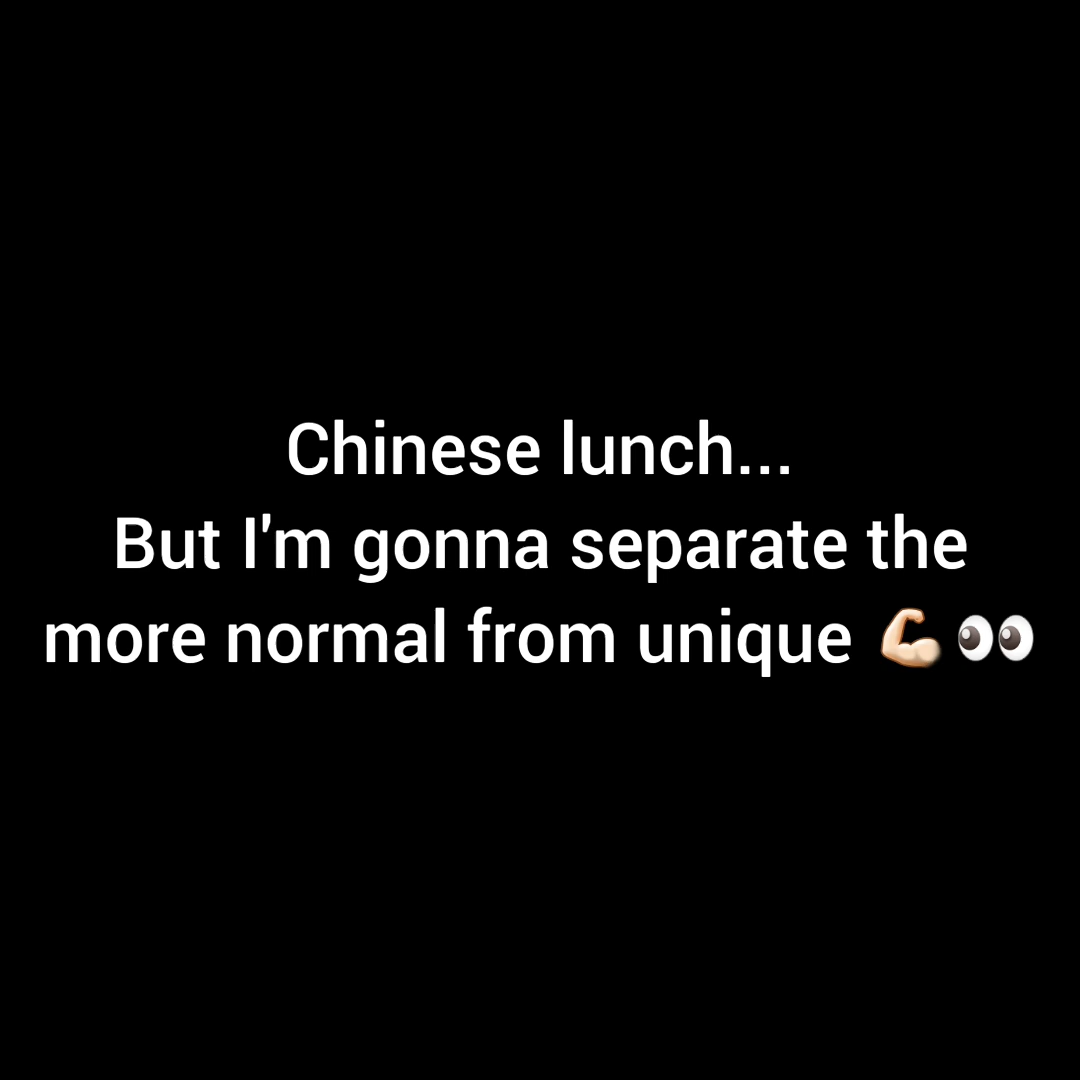 Chinese lunch...
But I'm gonna separate the
more normal from unique 💪🏻👀